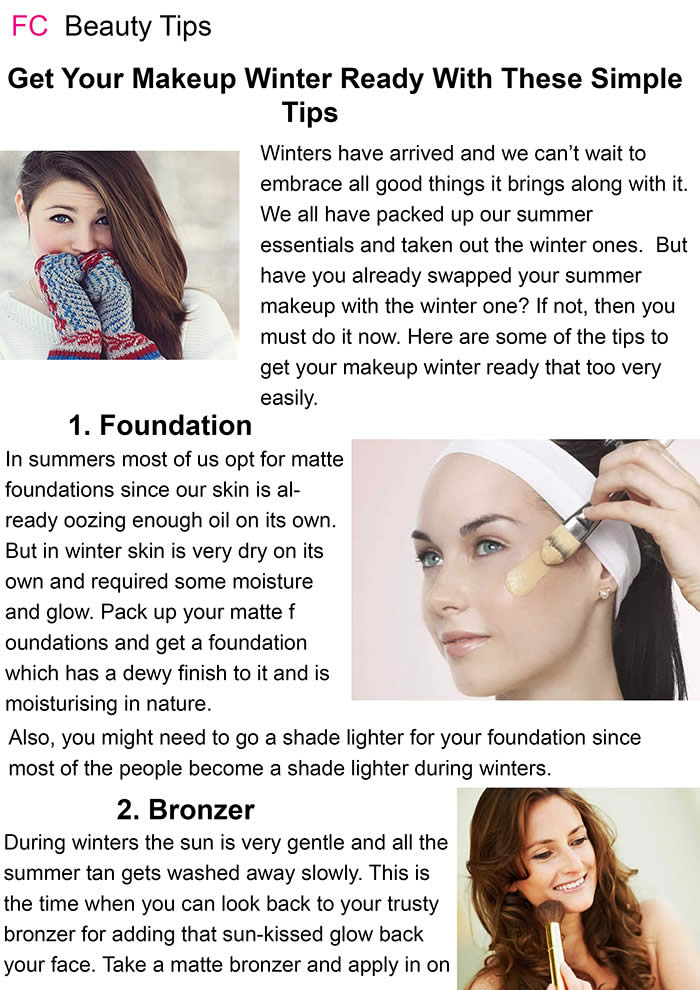 FC Beauty Tips
Get Your Makeup Winter Ready With These Simple
Tips
Winters have arrived and we can't wait to
embrace all good things it brings along with it.
We all have packed up our summer
essentials and taken out the winter ones.  But
have you already swapped your summer
makeup with the winter one? If not, then you
must do it now. Here are some of the tips to
get your makeup winter ready that too very
easily.
1. Foundation
In summers most of us opt for matte
foundations since our skin is al-
ready oozing enough oil on its own.
But in winter skin is very dry on its
own and required some moisture
and glow. Pack up your matte f
oundations and get a foundation
which has a dewy finish to it and is
moisturising in nature.
Also, you might need to go a shade lighter for your foundation since
most of the people become a shade lighter during winters.
2. Bronzer
During winters the sun is very gentle and all the
summer tan gets washed away slowly. This is
the time when you can look back to your trusty
bronzer for adding that sun-kissed glow back
your face. Take a matte bronzer and apply in on